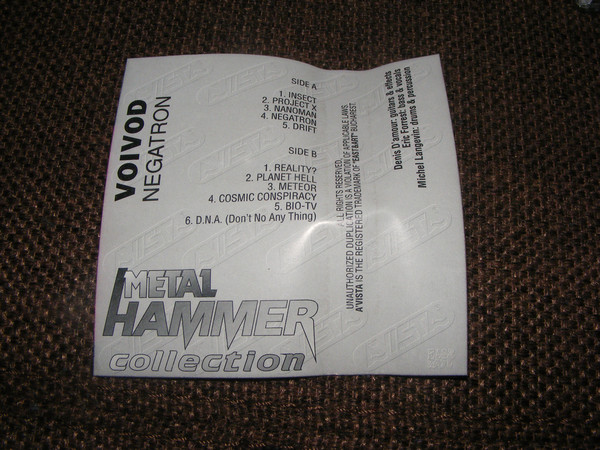 VOIVOD
NEGATRON
SIDE A
1. INSECT
2. PROJECT X
3. NANOMAN
4. NEGATRON
5. DRIFT
SIDE B
1. REALITY?
2. PLANET HELL
3. METEOR
4. COSMIC CONSPIRACY
5. BIO-TV
6. D.N.A. (Don't No Any Thing)
METAL
HAMMER
collection
ALL RIGHTS RESERVED.
UNAUTHORIZED DUPLICATION IS A VIOLATION OF APPLICABLE LAWS.
A'VISTA IS THE REGISTERED TRADEMARK OF "EAST&ART" BUCHAREST
Denis D'amour: guitars & effects
Eric Forrest: bass & vocals
Michel Langevin: drums & percussion